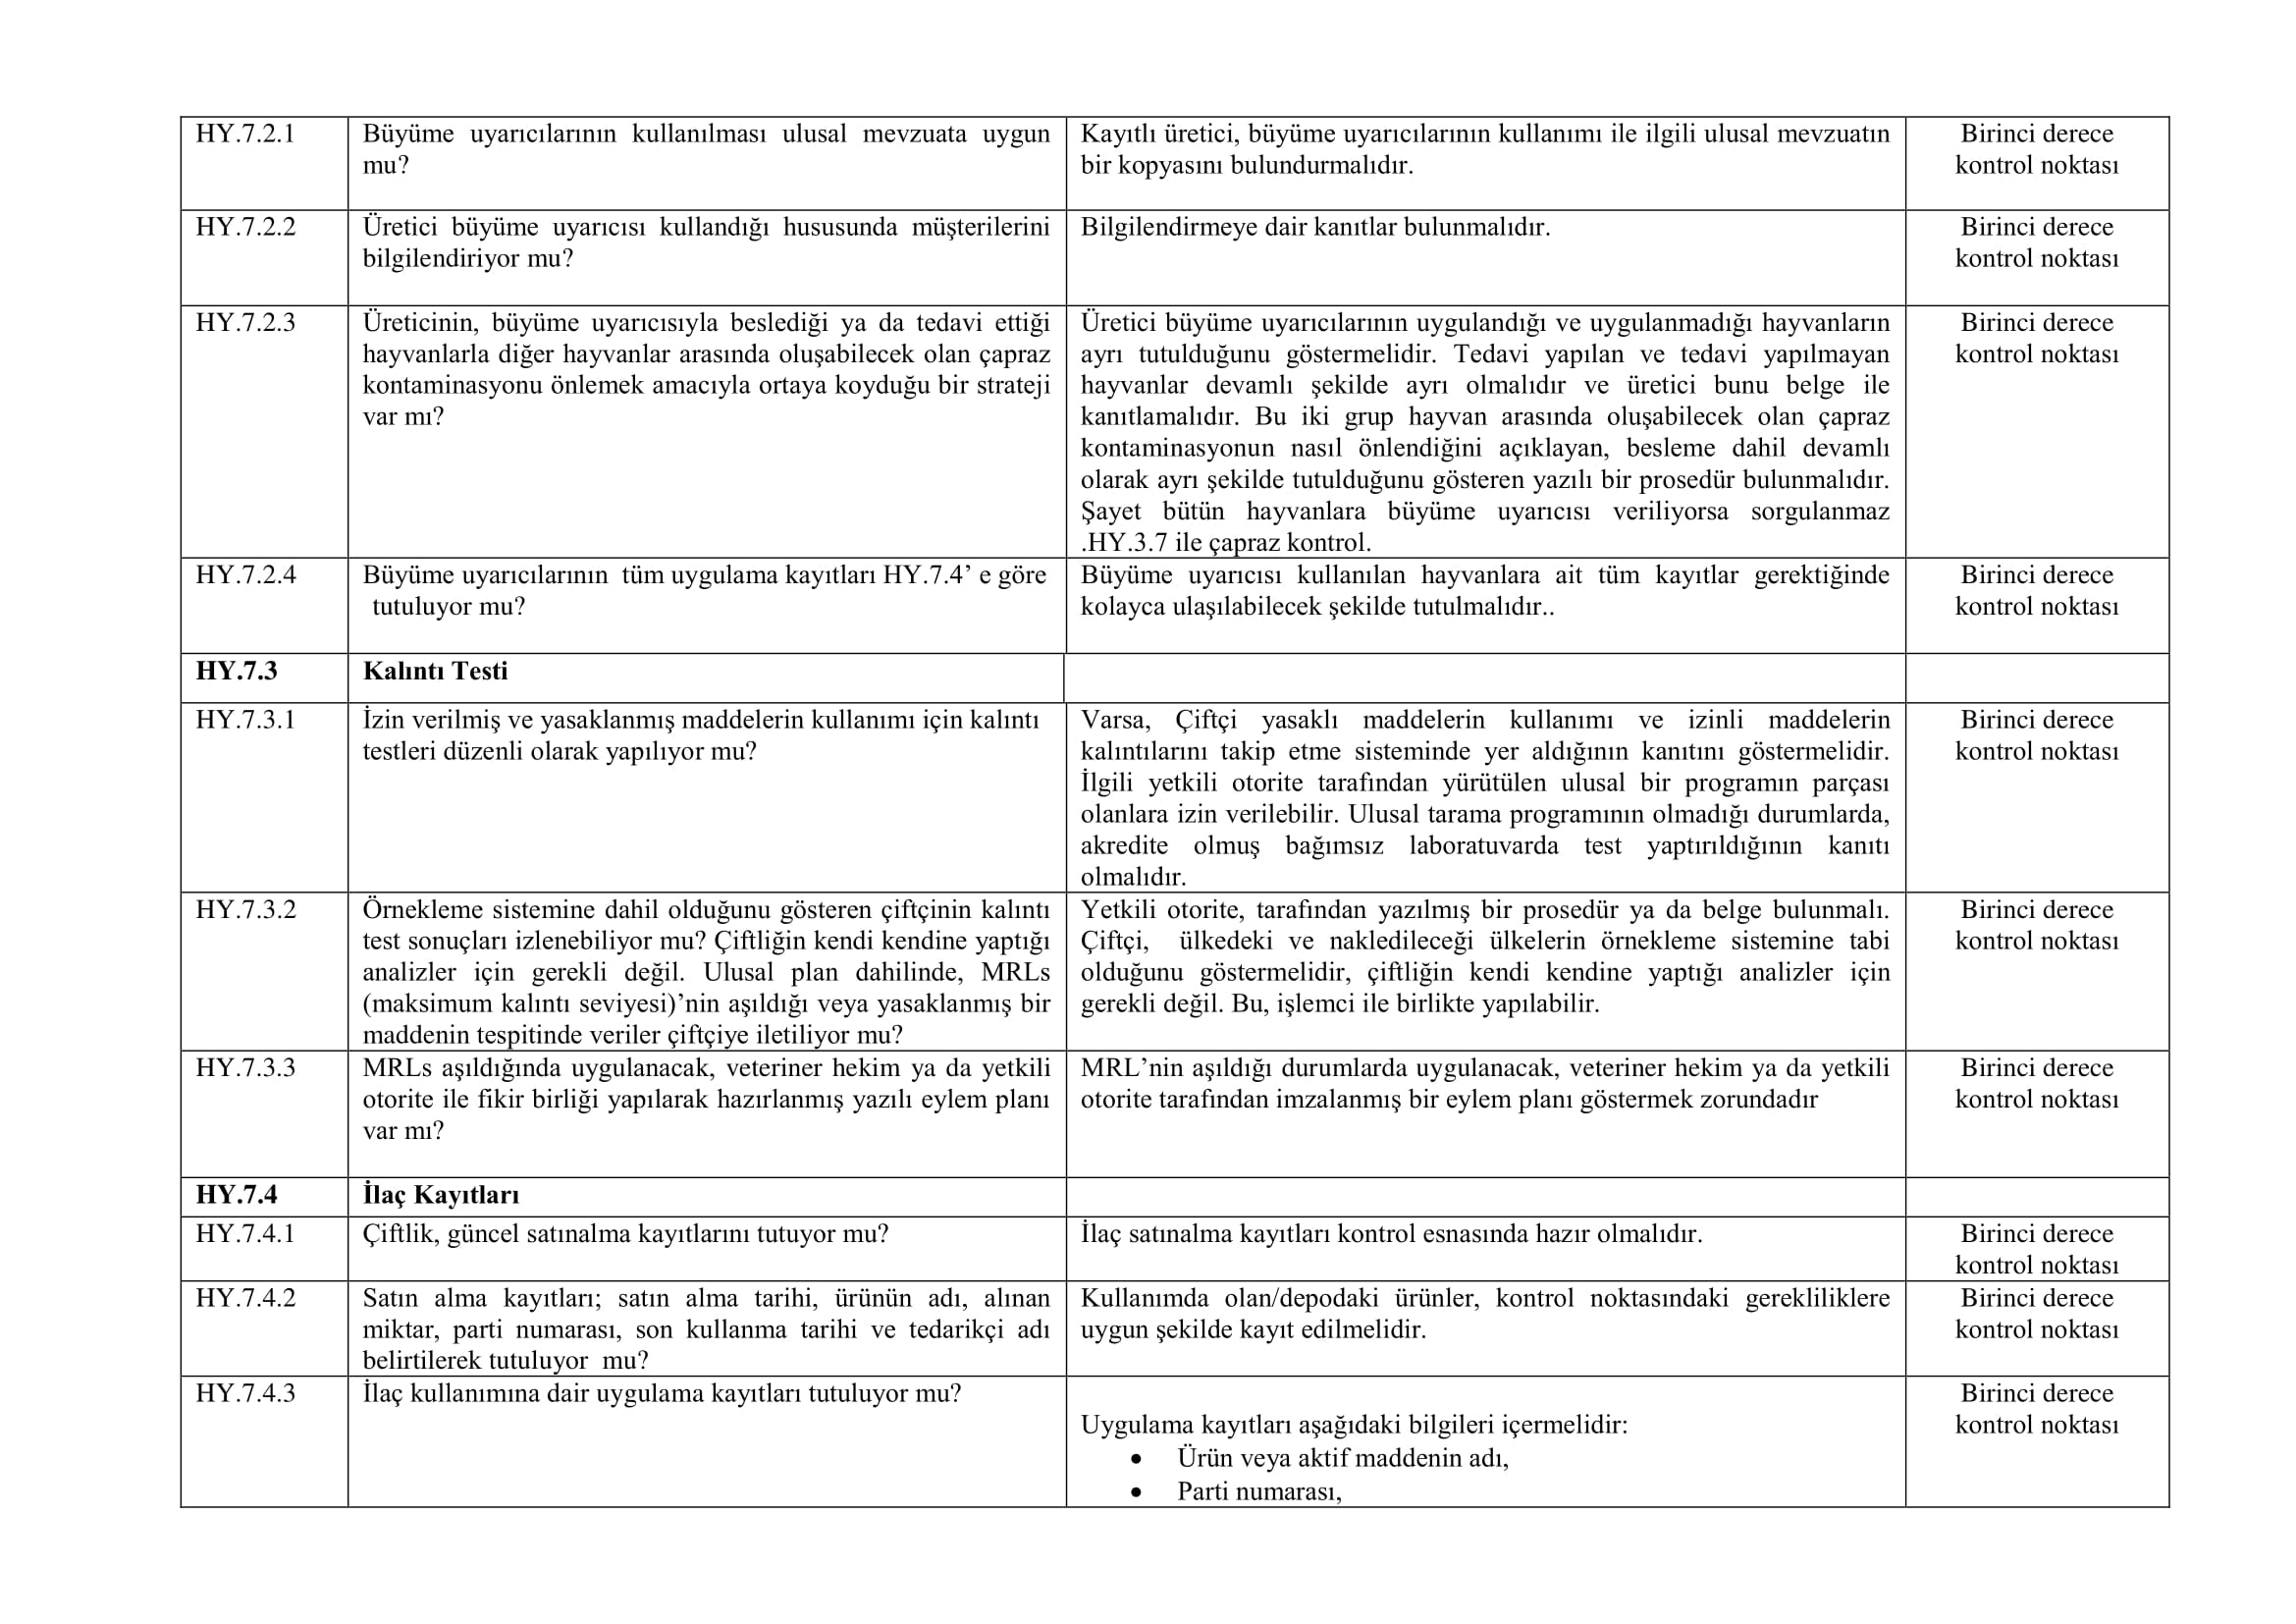 HY.7.2.1
Büyüme uyarıcılarının kullanılması ulusal mevzuata uygun
mu?
Kayıtlı üretici, büyüme uyarıcılarının kullanımı ile ilgili ulusal mevzuatın
bir kopyasını bulundurmalıdır.
Birinci derece
kontrol noktası
HY.7.2.2
Üretici büyüme uyarıcısı kullandığı hususunda müşterilerini
bilgilendiriyor mu?
Bilgilendirmeye dair kanıtlar bulunmalıdır.
Birinci derece
kontrol noktası
HY.7.2.3
Üreticinin, büyüme uyarıcısıyla beslediği ya da tedavi ettiği
hayvanlarla diğer hayvanlar arasında oluşabilecek olan çapraz
kontaminasyonu önlemek amacıyla ortaya koyduğu bir strateji
var mı?
Üretici büyüme uyarıcılarının uygulandığı ve uygulanmadığı hayvanların
ayrı tutulduğunu göstermelidir. Tedavi yapılan ve tedavi yapılmayan
hayvanlar devamlı şekilde ayrı olmalıdır ve üretici bunu belge ile
kanıtlamalıdır. Bu iki grup hayvan arasında oluşabilecek olan çapraz
kontaminasyonun nasıl önlendiğini açıklayan, besleme dahil devamlı
olarak ayrı şekilde tutulduğunu gösteren yazılı bir prosedür bulunmalıdır.
Şayet bütün hayvanlara büyüme uyarıcısı veriliyorsa sorgulanmaz
.HY.3.7 ile çapraz kontrol.
Birinci derece
kontrol noktası
HY.7.2.4
Büyüme uyarıcılarının tüm uygulama kayıtları HY.7.4’ e göre
tutuluyor mu?
Büyüme uyarıcısı kullanılan hayvanlara ait tüm kayıtlar gerektiğinde
kolayca ulaşılabilecek şekilde tutulmalıdır..
Birinci derece
kontrol noktası
HY.7.3
Kalıntı Testi
HY.7.3.1
İzin verilmiş ve yasaklanmış maddelerin kullanımı için kalıntı
testleri düzenli olarak yapılıyor mu?
Varsa, Çiftçi yasaklı maddelerin kullanımı ve izinli maddelerin
kalıntılarını takip etme sisteminde yer aldığının kanıtını göstermelidir.
İlgili yetkili otorite tarafından yürütülen ulusal bir programın parçası
olanlara izin verilebilir. Ulusal tarama programının olmadığı durumlarda,
akredite olmuş bağımsız laboratuvarda test yaptırıldığının kanıtı
olmalıdır.
Birinci derece
kontrol noktası
HY.7.3.2
Örnekleme sistemine dahil olduğunu gösteren çiftçinin kalıntı
test sonuçları izlenebiliyor mu? Çiftliğin kendi kendine yaptığı
analizler için gerekli değil. Ulusal plan dahilinde, MRLs
(maksimum kalıntı seviyesi)’nin aşıldığı veya yasaklanmış bir
maddenin tespitinde veriler çiftçiye iletiliyor mu?
Yetkili otorite, tarafından yazılmış bir prosedür ya da belge bulunmalı.
Çiftçi, ülkedeki ve nakledileceği ülkelerin örnekleme sistemine tabi
olduğunu göstermelidir, çiftliğin kendi kendine yaptığı analizler için
gerekli değil. Bu, işlemci ile birlikte yapılabilir.
Birinci derece
kontrol noktası
HY.7.3.3
MRLs aşıldığında uygulanacak, veteriner hekim ya da yetkili
otorite ile fikir birliği yapılarak hazırlanmış yazılı eylem planı
var mı?
MRL’nin aşıldığı durumlarda uygulanacak, veteriner hekim ya da yetkili
otorite tarafından imzalanmış bir eylem planı göstermek zorundadır
Birinci derece
kontrol noktası
HY.7.4
İlaç Kayıtları
HY.7.4.1
Çiftlik, güncel satınalma kayıtlarını tutuyor mu?
İlaç satınalma kayıtları kontrol esnasında hazır olmalıdır.
Birinci derece
kontrol noktası
HY.7.4.2
Satın alma kayıtları; satın alma tarihi, ürünün adı, alınan
miktar, parti numarası, son kullanma tarihi ve tedarikçi adı
belirtilerek tutuluyor mu?
Kullanımda olan/depodaki ürünler, kontrol noktasındaki gerekliliklere
uygun şekilde kayıt edilmelidir.
Birinci derece
kontrol noktası
HY.7.4.3
İlaç kullanımına dair uygulama kayıtları tutuluyor mu?
Uygulama kayıtları aşağıdaki bilgileri içermelidir:
• Ürün veya aktif maddenin adı,
• Parti numarası,
Birinci derece
kontrol noktası